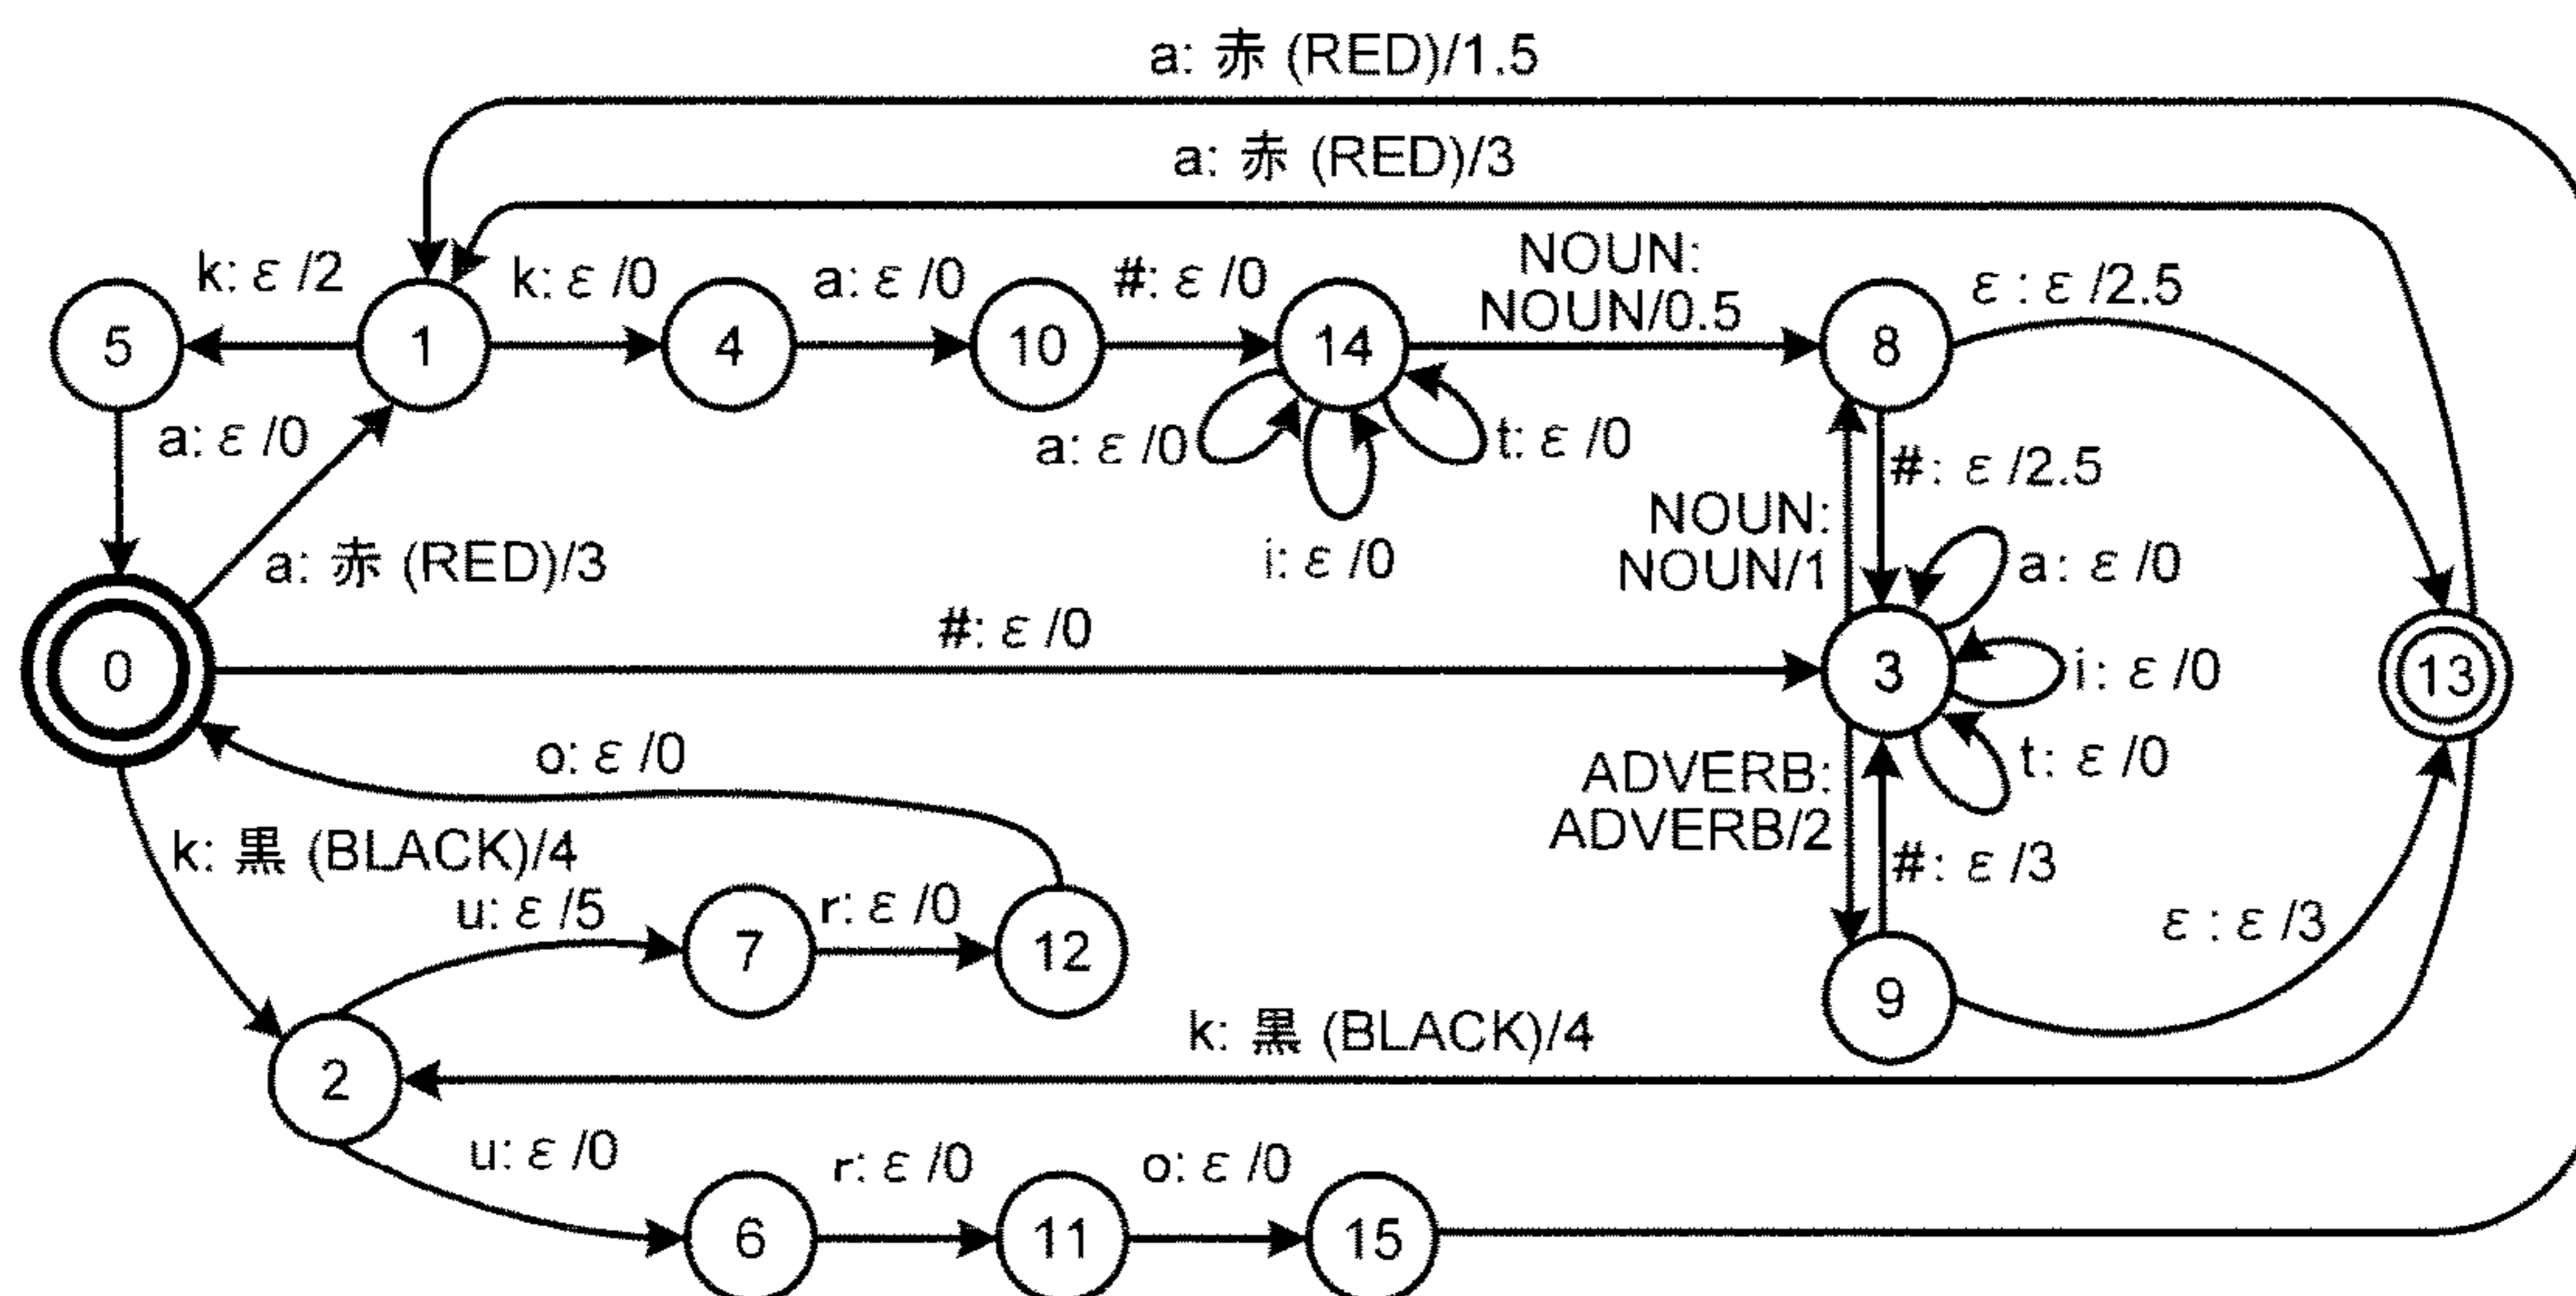 a: 赤 (RED)/1.5
a: 赤 (RED)/3
k: ε /2
k: ε /0
a: ε /0
#: ε /0
NOUN:
NOUN/0.5
ε : ε /2.5
5
1
4
10
14
8
a: ε /0
a: ε /0
t: ε /0
i: ε /0
#: ε /2.5
NOUN:
NOUN/1
a: 赤 (RED)/3
a: ε /0
#: ε /0
0
3
i: ε /0
13
o: ε /0
t: ε /0
ADVERB:
ADVERB/2
k: 黒 (BLACK)/4
#: ε /3
u: ε /5
r: ε /0
ε : ε /3
7
12
9
k: 黒 (BLACK)/4
2
u: ε /0
r: ε /0
o: ε /0
6
11
15